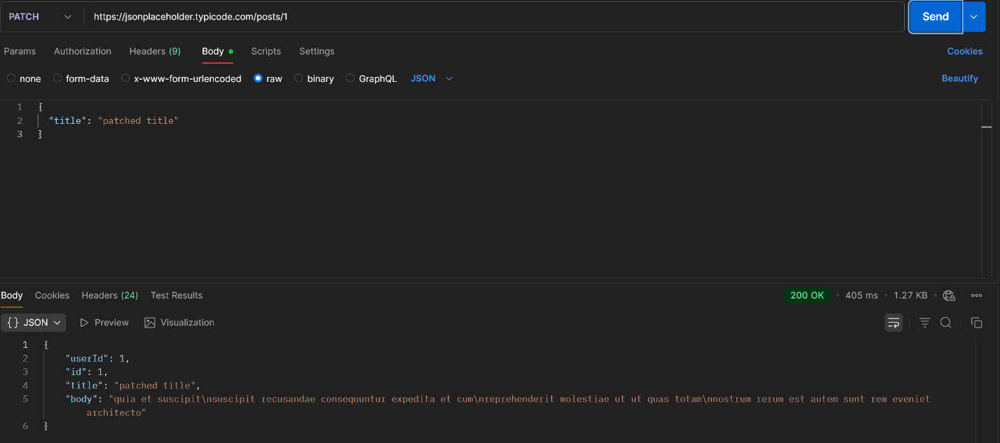 PATCH https://jsonplaceholder.typicode.com/posts/1 Send
Params Authorization Headers (9) Body Scripts Settings Cookies
none form-data x-www-form-urlencoded raw binary GraphQL JSON Beautify
1 {
2 "title": "patched title"
3 }
Body Cookies Headers (24) Test Results 200 OK 405 ms 1.27 KB
{} JSON Preview Visualization
1 {
2 "userId": 1,
3 "id": 1,
4 "title": "patched title",
5 "body": "quia et suscipit\nsuscipit recusandae consequuntur expedita et cum\nreprehenderit molestiae ut ut quas totam\nnostrum rerum est autem sunt rem eveniet
architecto"
6 }